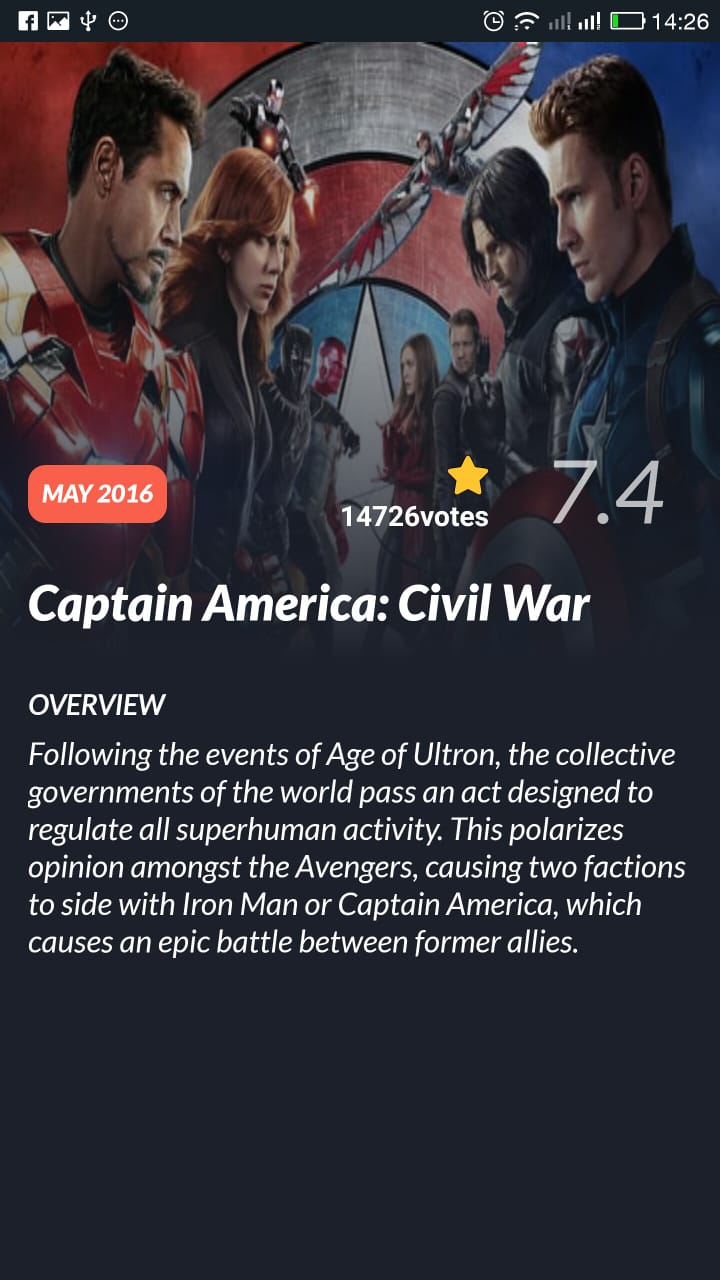 14:26
MAY 2016
14726votes
7.4
Captain America: Civil War
OVERVIEW
Following the events of Age of Ultron, the collective
governments of the world pass an act designed to
regulate all superhuman activity. This polarizes
opinion amongst the Avengers, causing two factions
to side with Iron Man or Captain America, which
causes an epic battle between former allies.